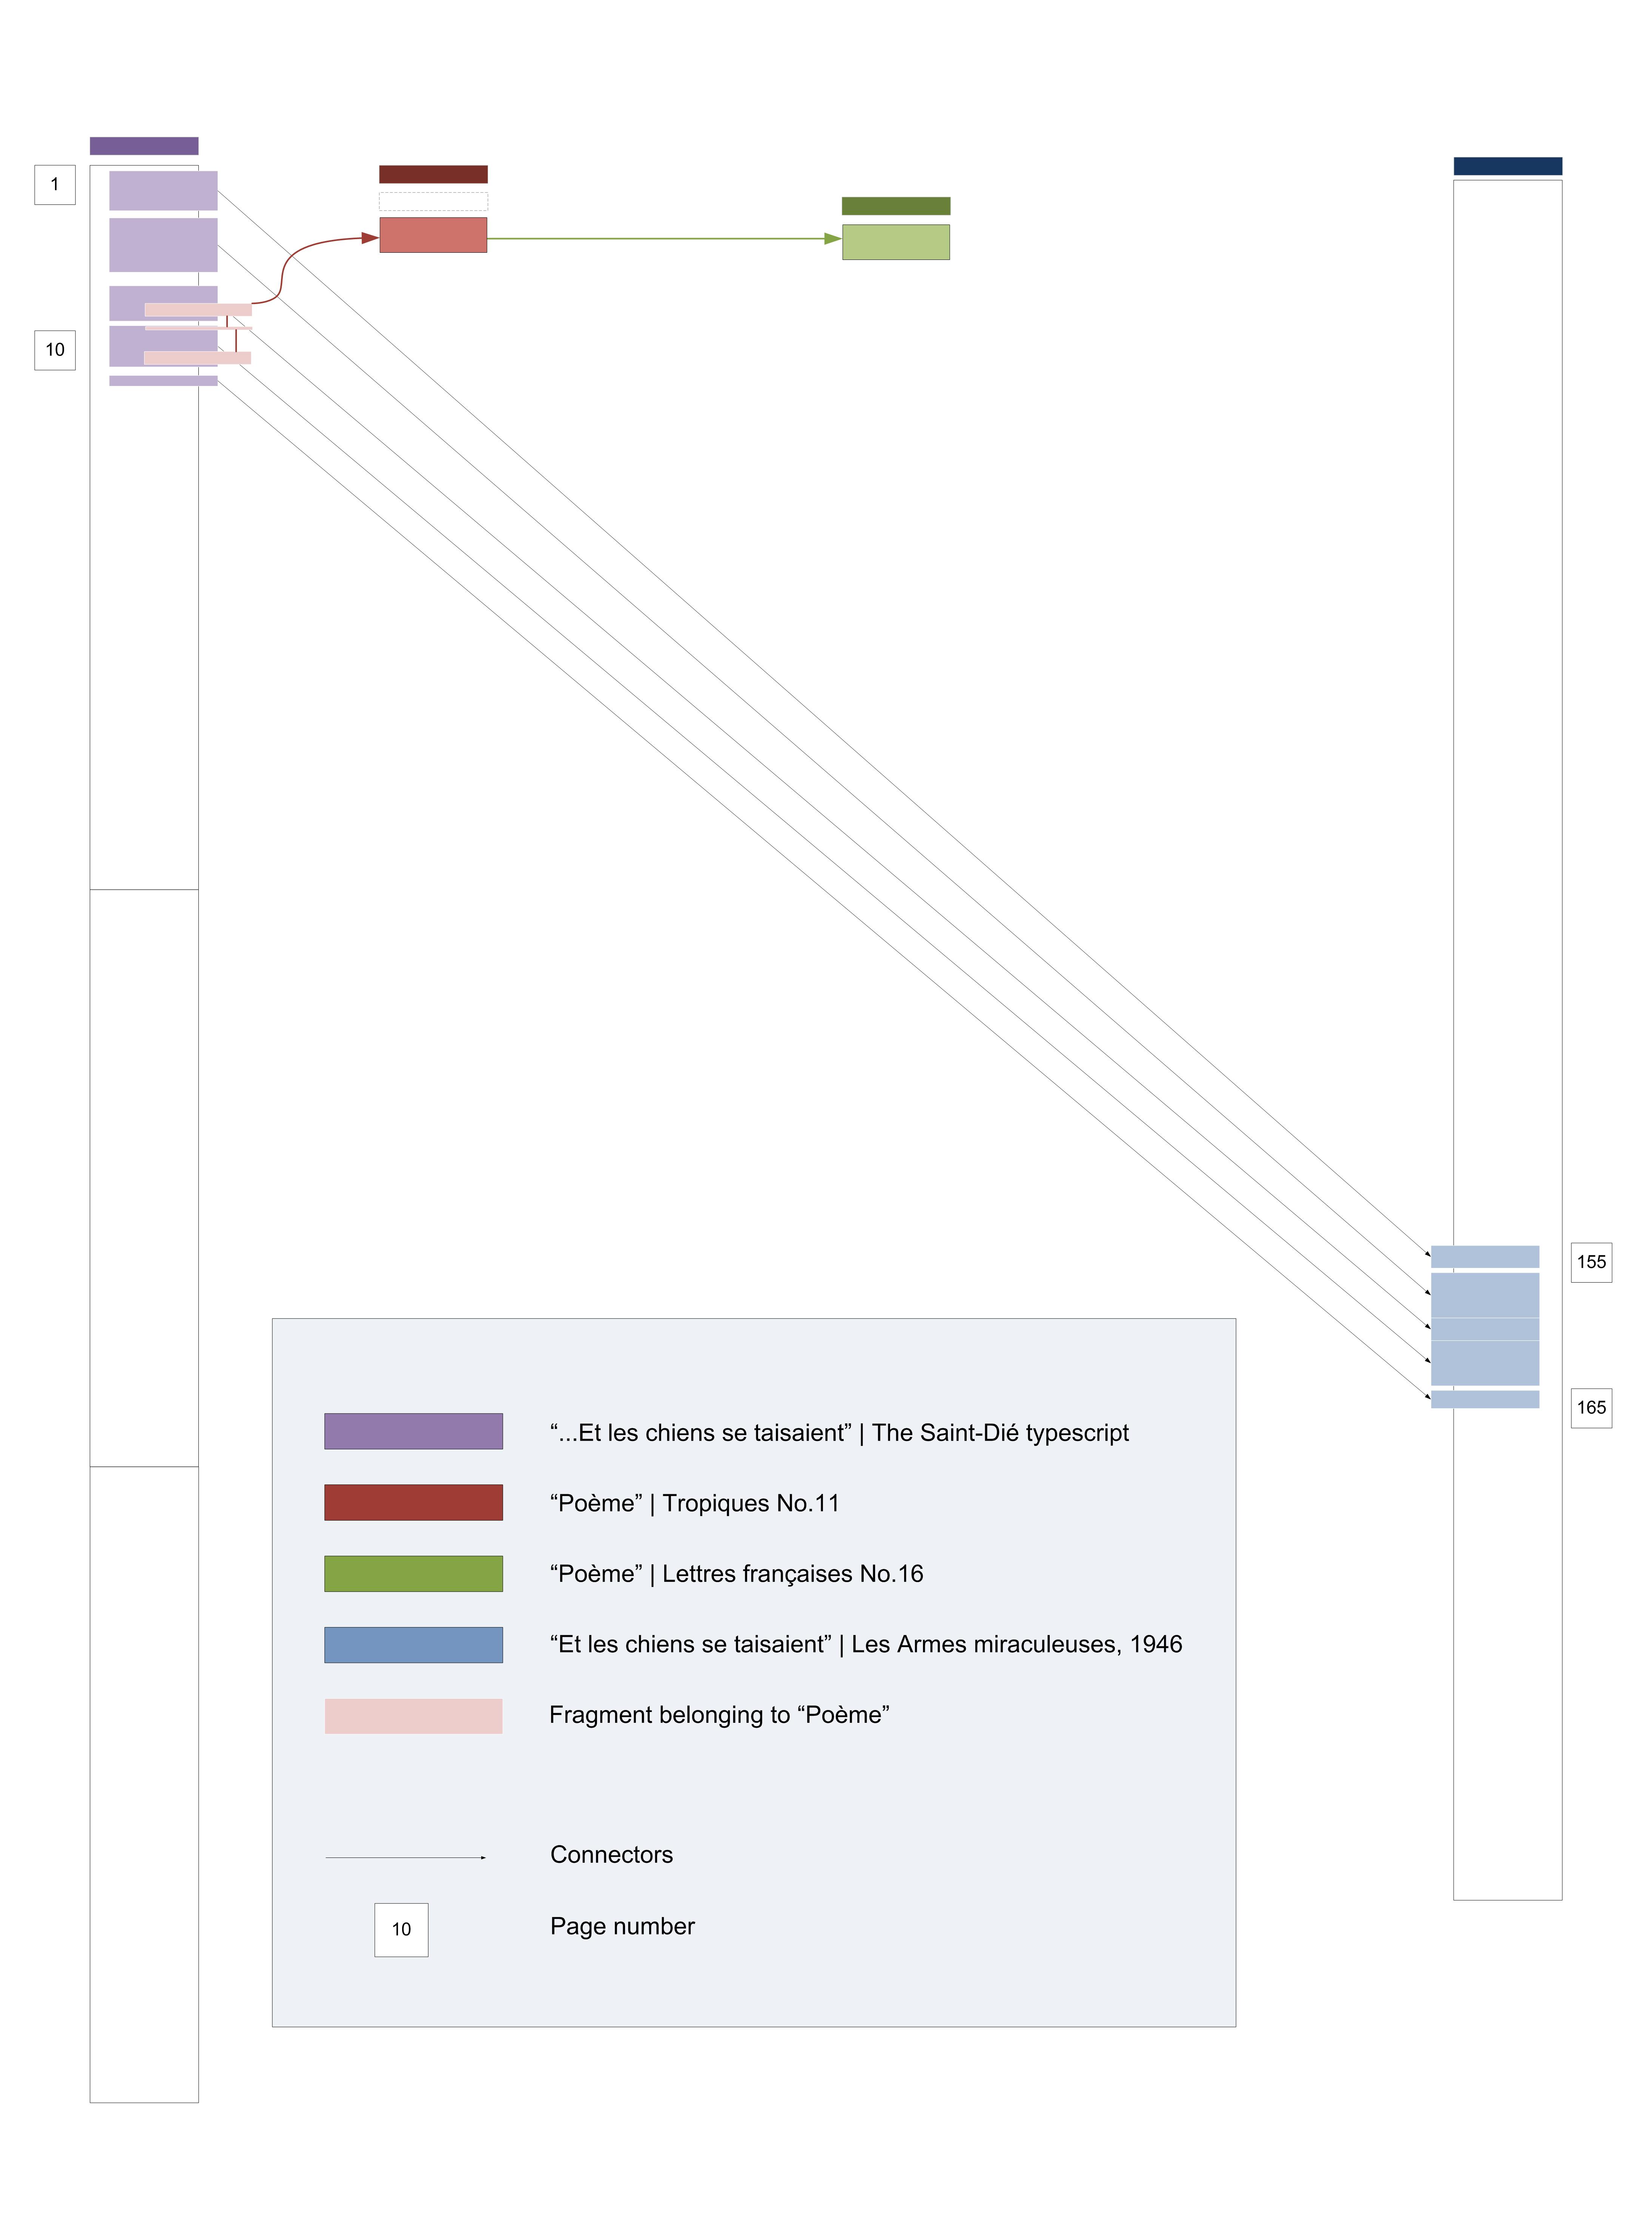 1
10
155
165
“...Et les chiens se taisaient” | The Saint-Dié typescript
“Poème” | Tropiques No.11
“Poème” | Lettres françaises No.16
“Et les chiens se taisaient” | Les Armes miraculeuses, 1946
Fragment belonging to “Poème”
Connectors
10 Page number